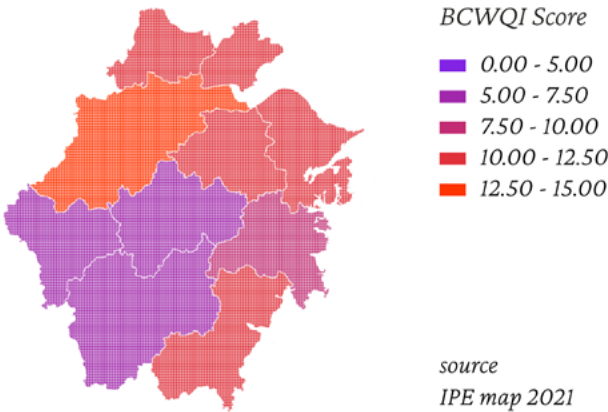 BCWQI Score
0.00 - 5.00
5.00 - 7.50
7.50 - 10.00
10.00 - 12.50
12.50 - 15.00
source
IPE map 2021